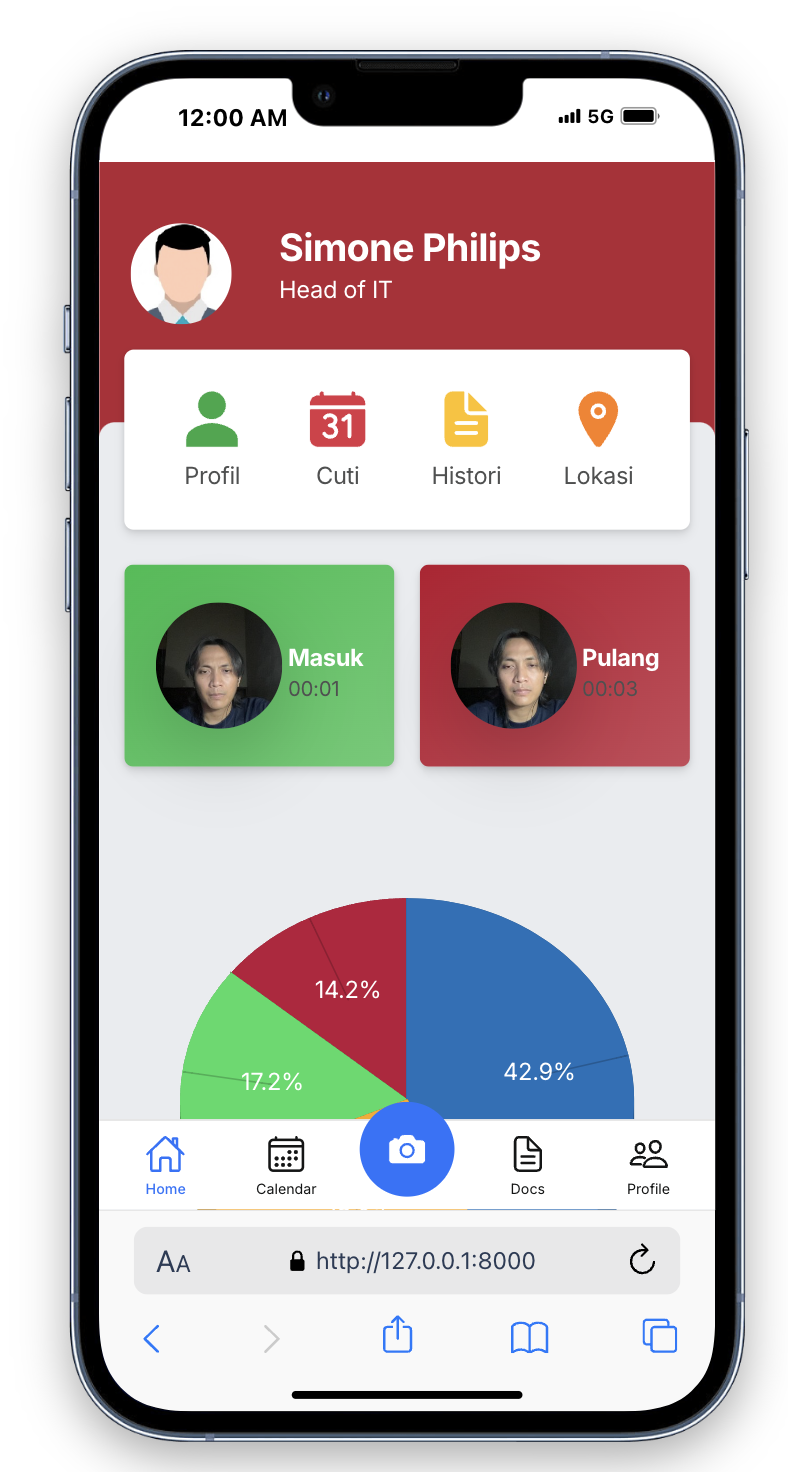 12:00 AM 5G
Simone Philips
Head of IT
31
Profil Cuti Histori Lokasi
Masuk
00:01
Pulang
00:03
14.2%
42.9%
17.2%
Home Calendar Docs Profile
AA http://127.0.0.1:8000